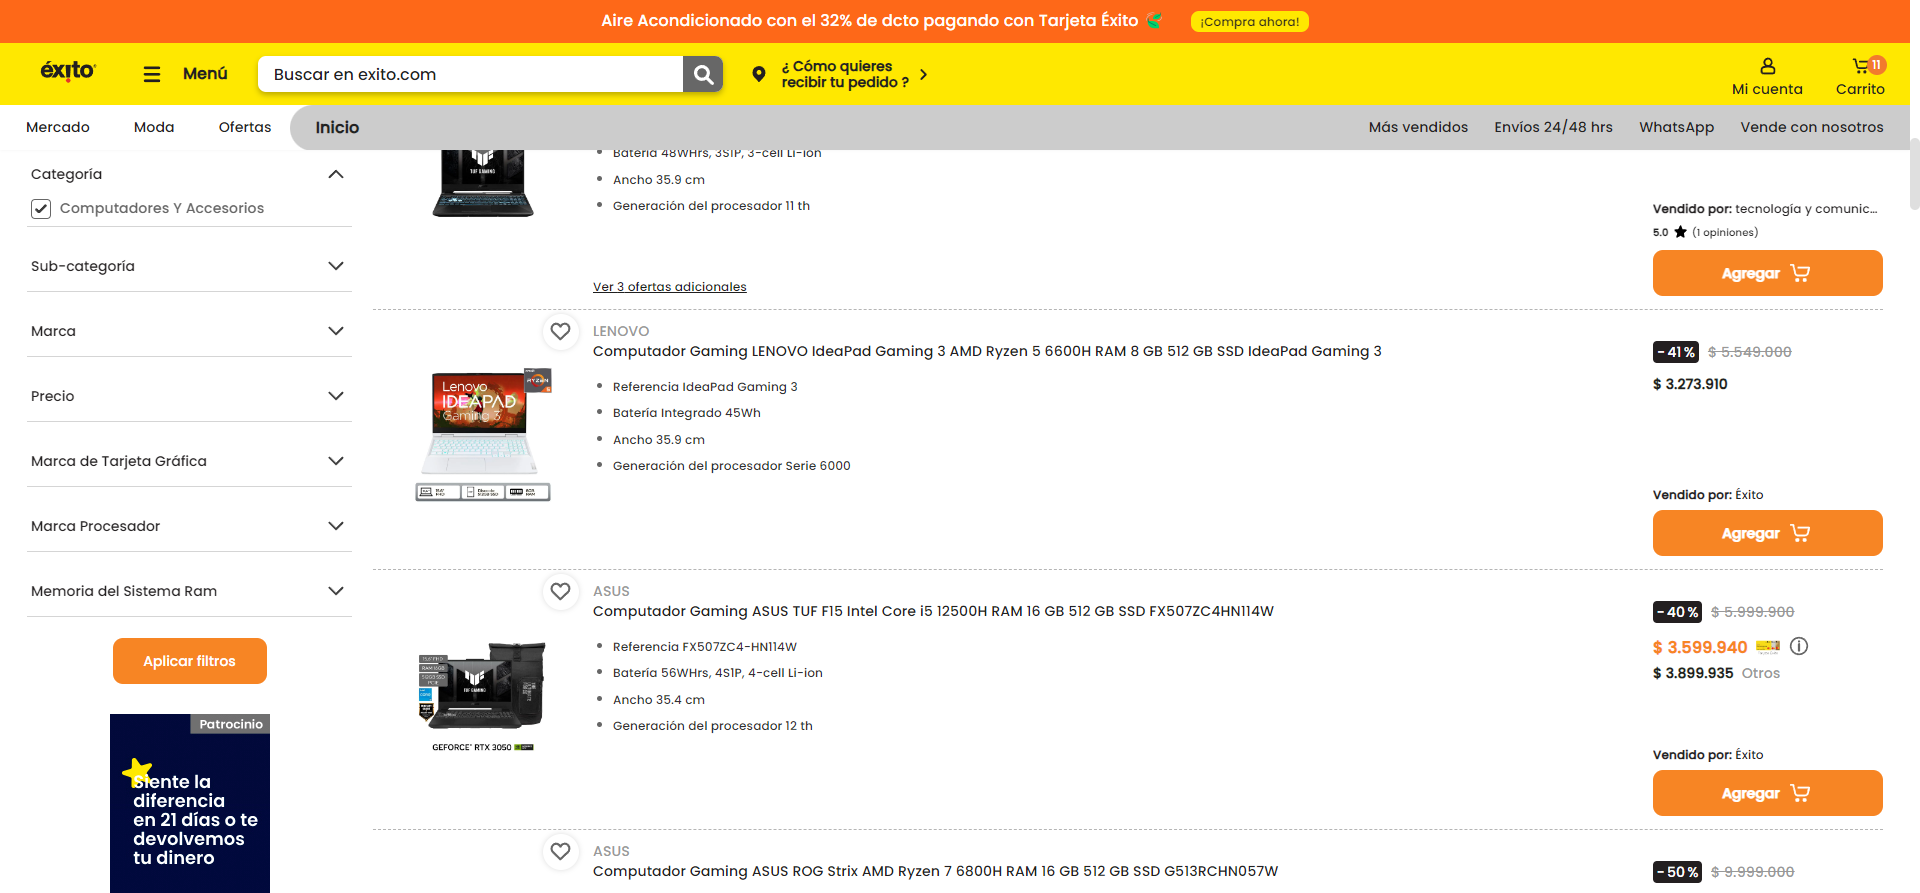 Aire Acondicionado con el 32% de dcto pagando con Tarjeta Éxito
¡Compra ahora!
éxito
Menú
Buscar en exito.com
¿ Cómo quieres
recibir tu pedido ?
Mi cuenta
11
Carrito
Mercado
Moda
Ofertas
Inicio
Más vendidos
Envíos 24/48 hrs
WhatsApp
Vende con nosotros
Categoría
Computadores Y Accesorios
Sub-categoría
Marca
Precio
Marca de Tarjeta Gráfica
Marca Procesador
Memoria del Sistema Ram
Aplicar filtros
Patrocinio
Siente la
diferencia
en 21 días o te
devolvemos
tu dinero
TUF GAMING
Batería 48WHrs, 3S1P, 3-cell Li-ion
Ancho 35.9 cm
Generación del procesador 11 th
Ver 3 ofertas adicionales
Vendido por: tecnología y comunic...
5.0 (1 opiniones)
Agregar
LENOVO
Computador Gaming LENOVO IdeaPad Gaming 3 AMD Ryzen 5 6600H RAM 8 GB 512 GB SSD IdeaPad Gaming 3
Lenovo
IDEAPAD
Gaming 3
RYZEN
Referencia IdeaPad Gaming 3
Batería Integrado 45Wh
Ancho 35.9 cm
Generación del procesador Serie 6000
- 41 % $ 5.549.000
$ 3.273.910
Vendido por: Éxito
Agregar
ASUS
Computador Gaming ASUS TUF F15 Intel Core i5 12500H RAM 16 GB 512 GB SSD FX507ZC4HN114W
TUF GAMING
GEFORCE RTX 3050
Referencia FX507ZC4-HN114W
Batería 56WHrs, 4S1P, 4-cell Li-ion
Ancho 35.4 cm
Generación del procesador 12 th
- 40 % $ 5.999.900
$ 3.599.940
$ 3.899.935 Otros
Vendido por: Éxito
Agregar
ASUS
Computador Gaming ASUS ROG Strix AMD Ryzen 7 6800H RAM 16 GB 512 GB SSD G513RCHN057W
- 50 % $ 9.999.000